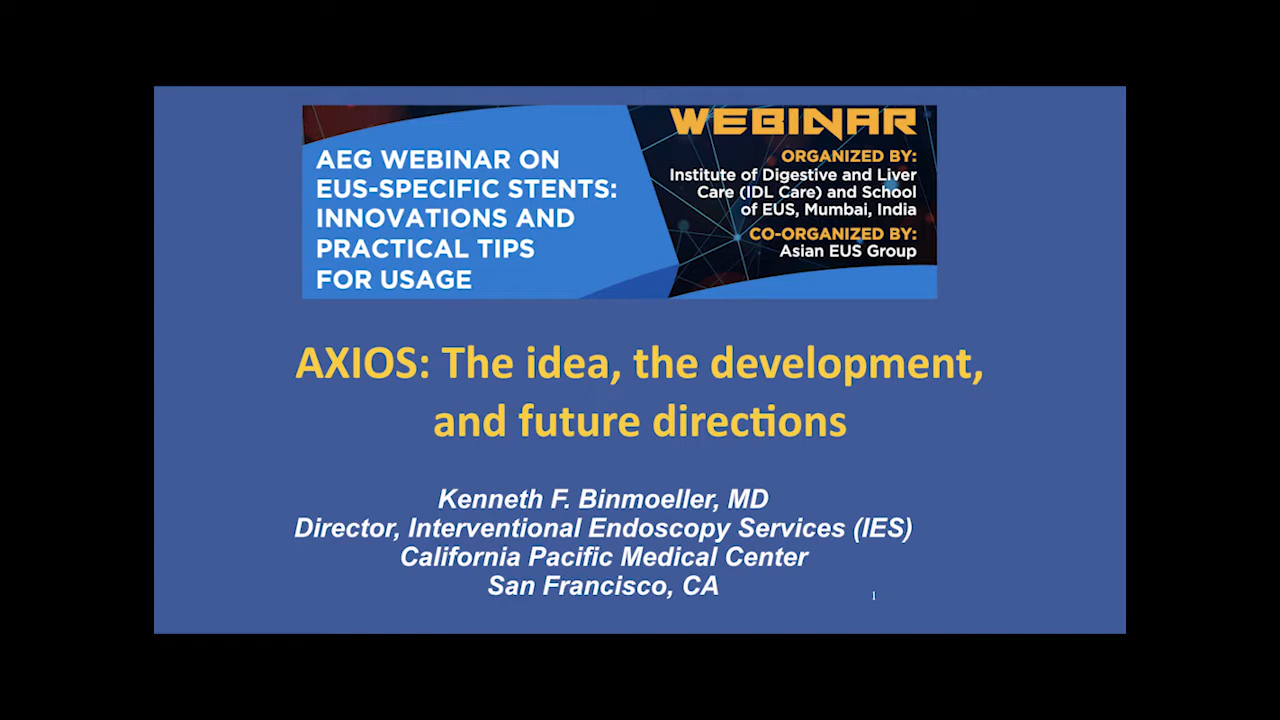 AEG WEBINAR ON
EUS-SPECIFIC STENTS:
INNOVATIONS AND
PRACTICAL TIPS
FOR USAGE
WEBINAR
ORGANIZED BY:
Institute of Digestive and Liver
Care (IDL Care) and School
of EUS, Mumbai, India
CO-ORGANIZED BY:
Asian EUS Group
AXIOS: The idea, the development,
and future directions
Kenneth F. Binmoeller, MD
Director, Interventional Endoscopy Services (IES)
California Pacific Medical Center
San Francisco, CA
1